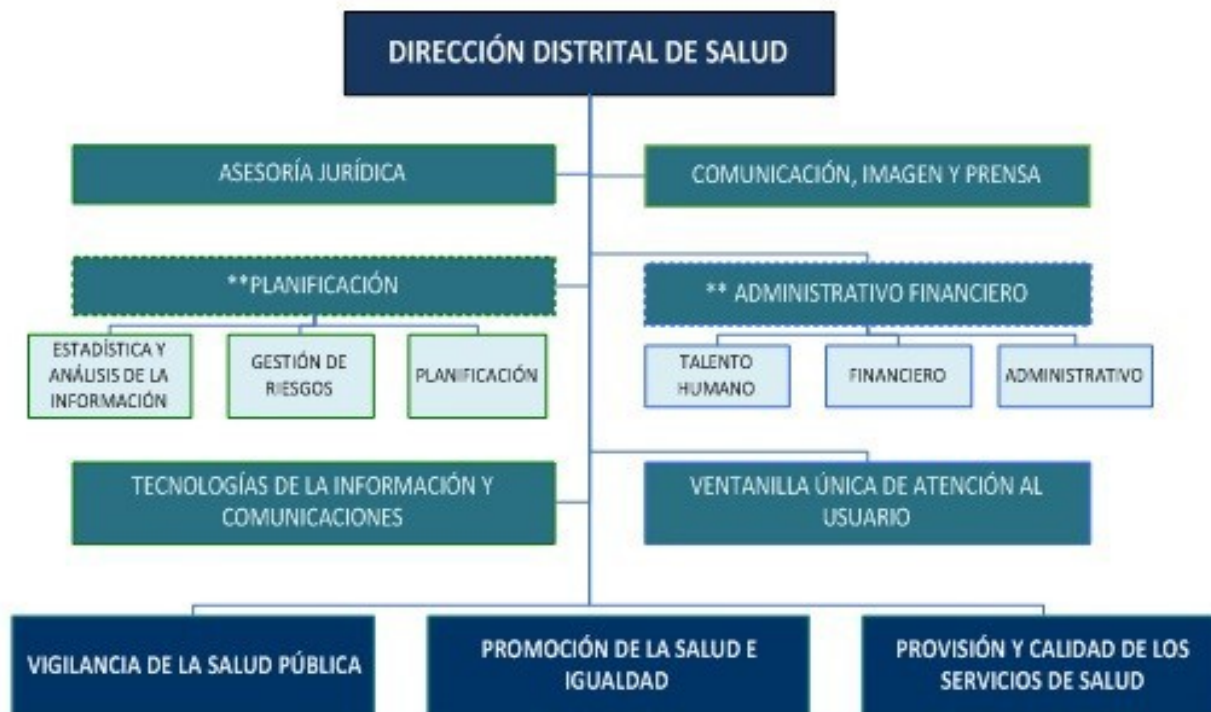 DIRECCIÓN DISTRITAL DE SALUD
ASESORÍA JURÍDICA
COMUNICACIÓN, IMAGEN Y PRENSA
**PLANIFICACIÓN
** ADMINISTRATIVO FINANCIERO
ESTADÍSTICA Y
ANÁLISIS DE LA
INFORMACIÓN
GESTIÓN DE
RIESGOS
PLANIFICACIÓN
TALENTO
HUMANO
FINANCIERO
ADMINISTRATIVO
TECNOLOGÍAS DE LA INFORMACIÓN Y
COMUNICACIONES
VENTANILLA ÚNICA DE ATENCIÓN AL
USUARIO
VIGILANCIA DE LA SALUD PÚBLICA
PROMOCIÓN DE LA SALUD E
IGUALDAD
PROVISIÓN Y CALIDAD DE LOS
SERVICIOS DE SALUD